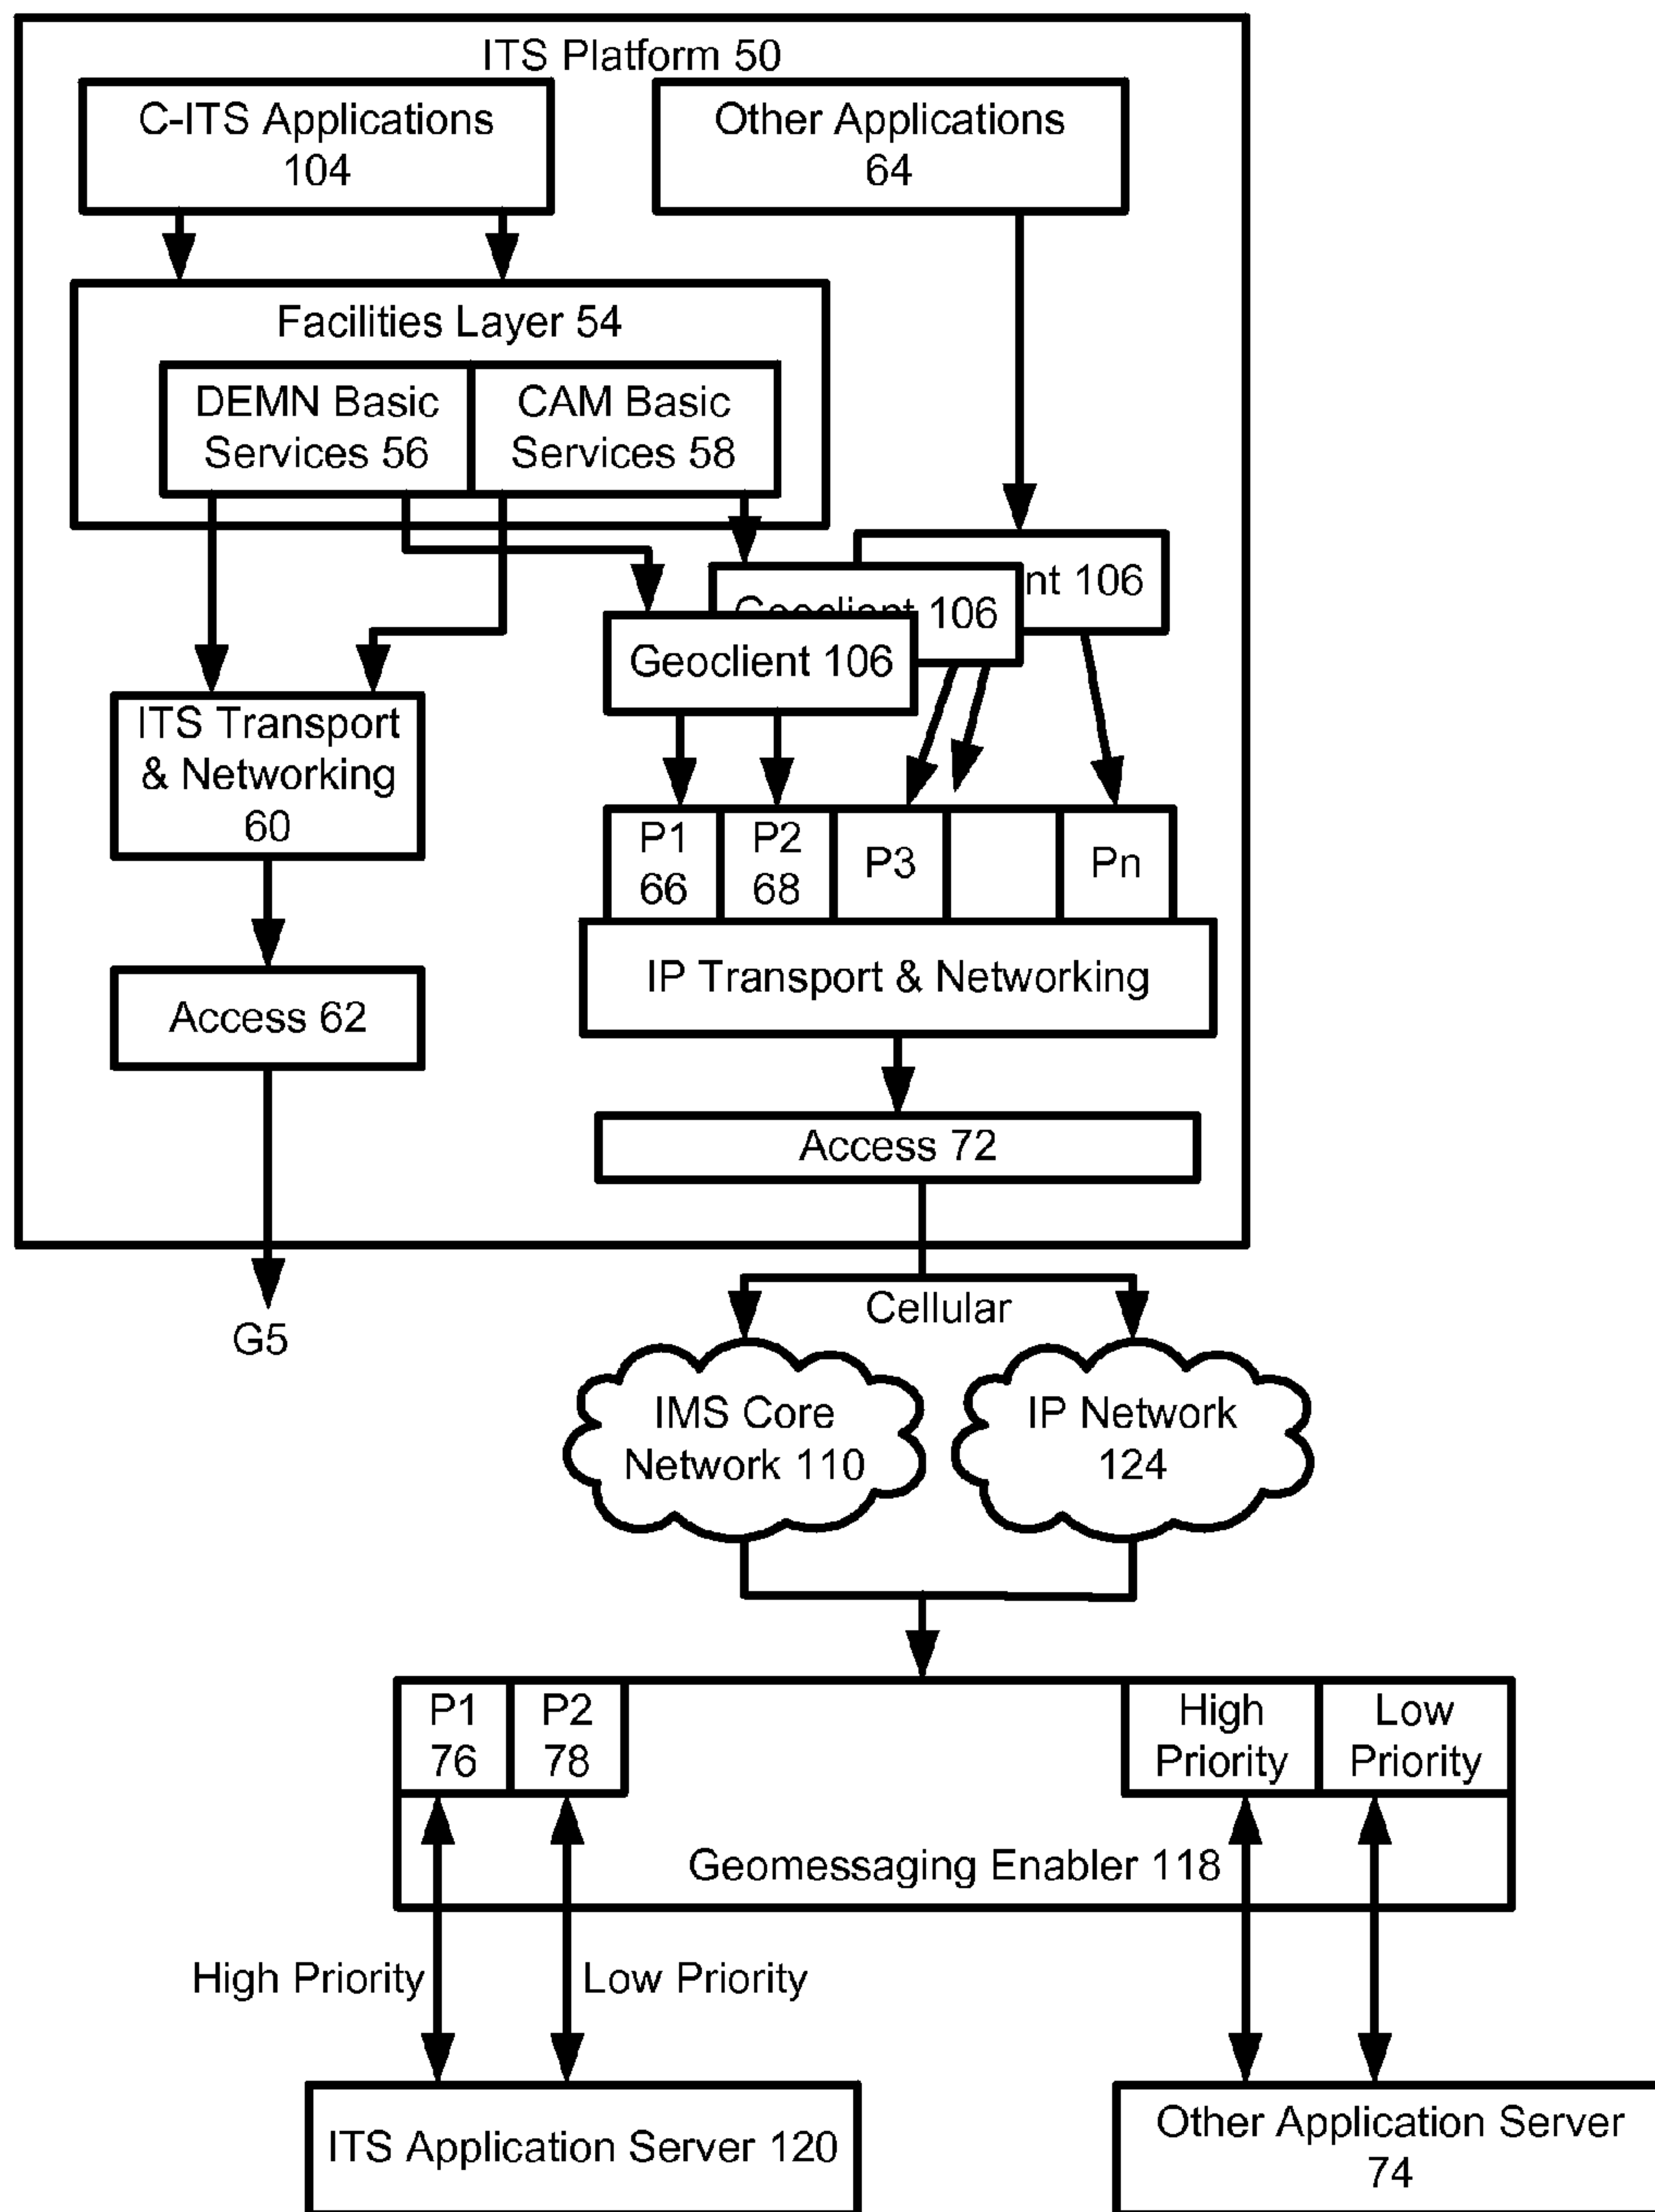 ITS Platform 50
C-ITS Applications
104
Other Applications
64
Facilities Layer 54
DEMN Basic
Services 56
CAM Basic
Services 58
nt 106
106
Geoclient 106
ITS Transport
& Networking
60
P1
66
P2
68
P3
Pn
IP Transport & Networking
Access 62
Access 72
G5
Cellular
IMS Core
Network 110
IP Network
124
P1
76
P2
78
High
Priority
Low
Priority
Geomessaging Enabler 118
High Priority
Low Priority
ITS Application Server 120
Other Application Server
74